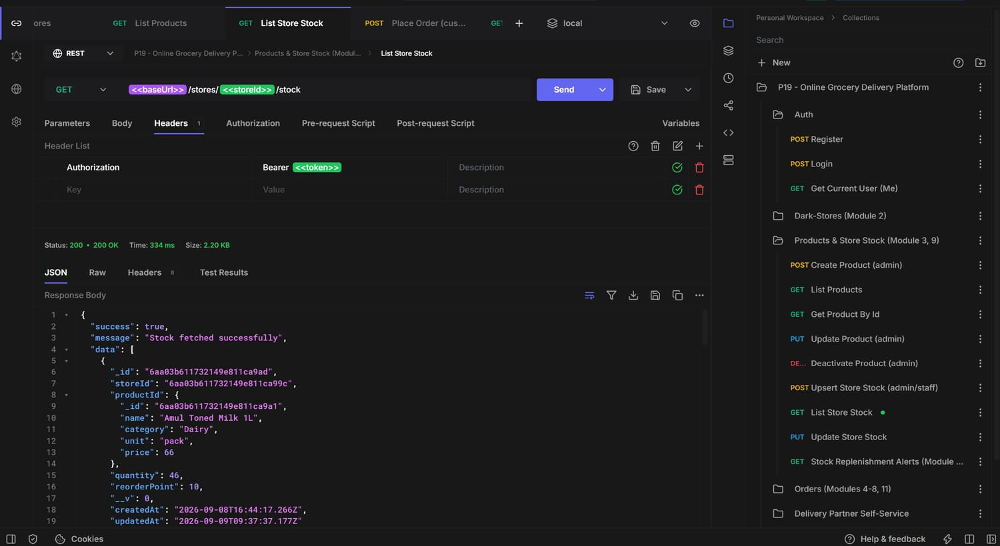 ores
GET List Products
GET List Store Stock
POST Place Order (cus...
GET
local
REST
P19 - Online Grocery Delivery P... > Products & Store Stock (Modul... > List Store Stock
GET
<<baseUrl>> /stores/ <<storeId>> /stock
Send
Save
Parameters Body Headers 1 Authorization Pre-request Script Post-request Script Variables
Header List
Authorization Bearer <<token>> Description
Key Value Description
Status: 200 • 200 OK Time: 334 ms Size: 2.20 KB
JSON Raw Headers 8 Test Results
Response Body
1 {
2 "success": true,
3 "message": "Stock fetched successfully",
4 "data": [
5 {
6 "_id": "6aa03b611732149e811ca9ad",
7 "storeId": "6aa03b611732149e811ca99c",
8 "productId": {
9 "_id": "6aa03b611732149e811ca9a1",
10 "name": "Amul Toned Milk 1L",
11 "category": "Dairy",
12 "unit": "pack",
13 "price": 66
14 },
15 "quantity": 46,
16 "reorderPoint": 10,
17 "__v": 0,
18 "createdAt": "2026-09-08T16:44:17.266Z",
19 "updatedAt": "2026-09-09T09:37:37.177Z"
Personal Workspace > Collections
Search
New
P19 - Online Grocery Delivery Platform
Auth
POST Register
POST Login
GET Get Current User (Me)
Dark-Stores (Module 2)
Products & Store Stock (Module 3, 9)
POST Create Product (admin)
GET List Products
GET Get Product By Id
PUT Update Product (admin)
DE... Deactivate Product (admin)
POST Upsert Store Stock (admin/staff)
GET List Store Stock
PUT Update Store Stock
GET Stock Replenishment Alerts (Module ...
Orders (Modules 4-8, 11)
Delivery Partner Self-Service
Cookies
Help & feedback